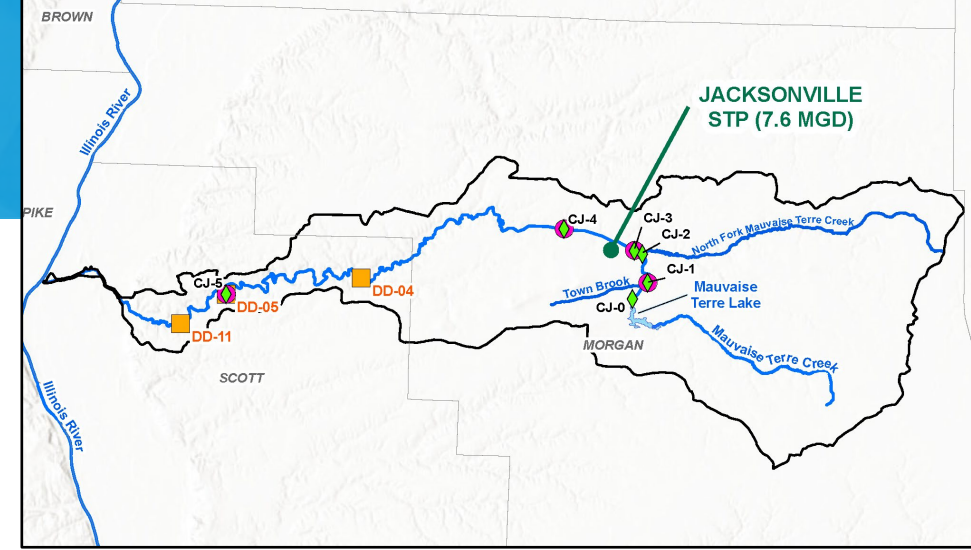 BROWN
Illinois River
JACKSONVILLE
STP (7.6 MGD)
PIKE
CJ-4
CJ-3
CJ-2
North Fork Mauvaise Terre Creek
CJ-5
DD-04
CJ-1
Town Brook
Mauvaise
Terre Lake
DD-05
CJ-0
DD-11
MORGAN
Mauvaise Terre Creek
SCOTT
Illinois River